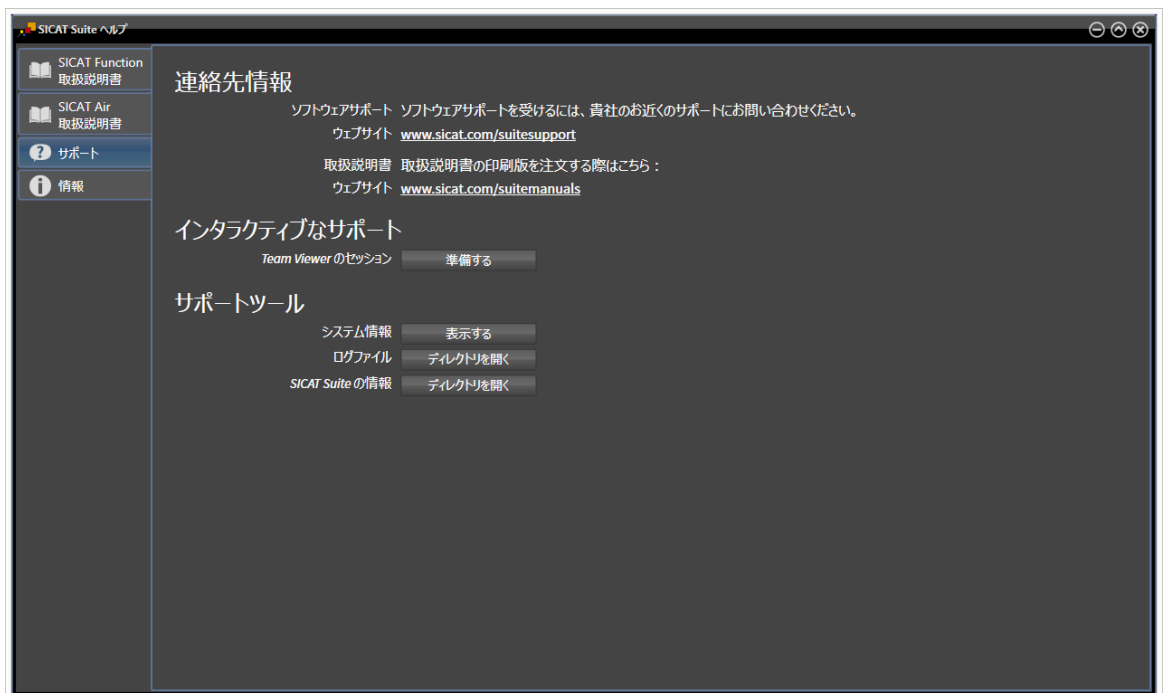 SICAT Suite ヘルプ
SICAT Function
取扱説明書
SICAT Air
取扱説明書
サポート
情報
連絡先情報
ソフトウェアサポート ソフトウェアサポートを受けるには、貴社のお近くのサポートにお問い合わせください。
ウェブサイト www.sicat.com/suitesupport
取扱説明書 取扱説明書の印刷版を注文する際はこちら：
ウェブサイト www.sicat.com/suitemanuals
インタラクティブなサポート
Team Viewer のセッション 準備する
サポートツール
システム情報 表示する
ログファイル ディレクトリを開く
SICAT Suite の情報 ディレクトリを開く